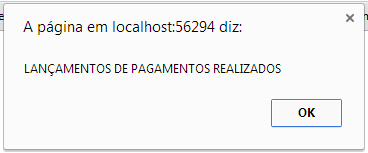 A página em localhost:56294 diz:
LANÇAMENTOS DE PAGAMENTOS REALIZADOS
OK